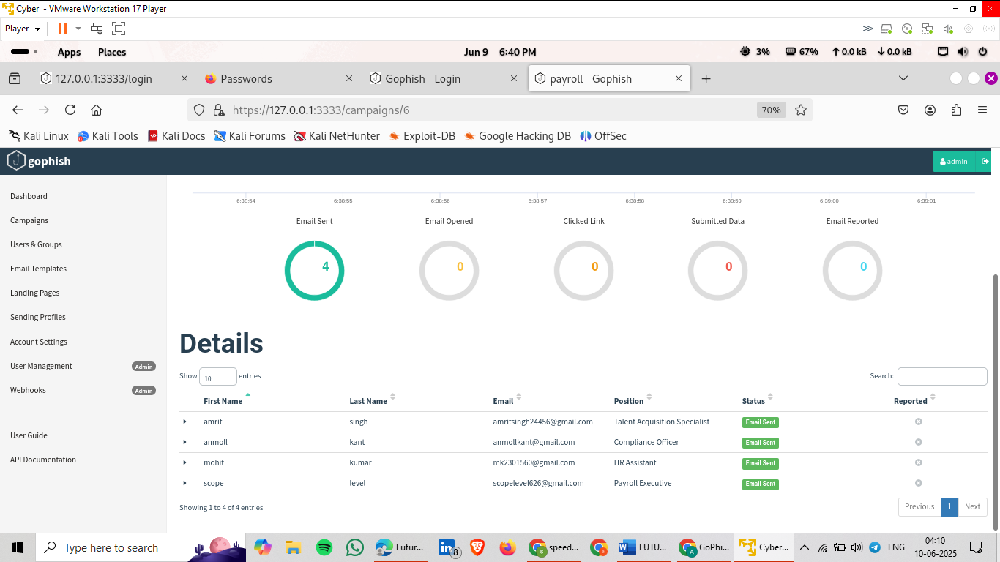 Cyber - VMware Workstation 17 Player
Player
Apps Places Jun 9 6:40 PM 3% 67% 0.0 kB 0.0 kB
127.0.0.1:3333/login Passwords Gophish - Login payroll - Gophish
https://127.0.0.1:3333/campaigns/6 70%
Kali Linux Kali Tools Kali Docs Kali Forums Kali NetHunter Exploit-DB Google Hacking DB OffSec
gophish admin
Dashboard
Campaigns
Users & Groups
Email Templates
Landing Pages
Sending Profiles
Account Settings
User Management Admin
Webhooks Admin
User Guide
API Documentation
6:38:54 6:38:55 6:38:56 6:38:57 6:38:58 6:38:59 6:39:00 6:39:01
Email Sent Email Opened Clicked Link Submitted Data Email Reported
4 0 0 0 0
Details
Show 10 entries Search:
First Name Last Name Email Position Status Reported
amrit singh amritsingh24456@gmail.com Talent Acquisition Specialist Email Sent
anmoll kant anmollkant@gmail.com Compliance Officer Email Sent
mohit kumar mk2301560@gmail.com HR Assistant Email Sent
scope level scopelevel626@gmail.com Payroll Executive Email Sent
Showing 1 to 4 of 4 entries Previous 1 Next
Type here to search Futur... 8 speed... FUTU... GoPhi... Cyber... ENG 04:10
10-06-2025